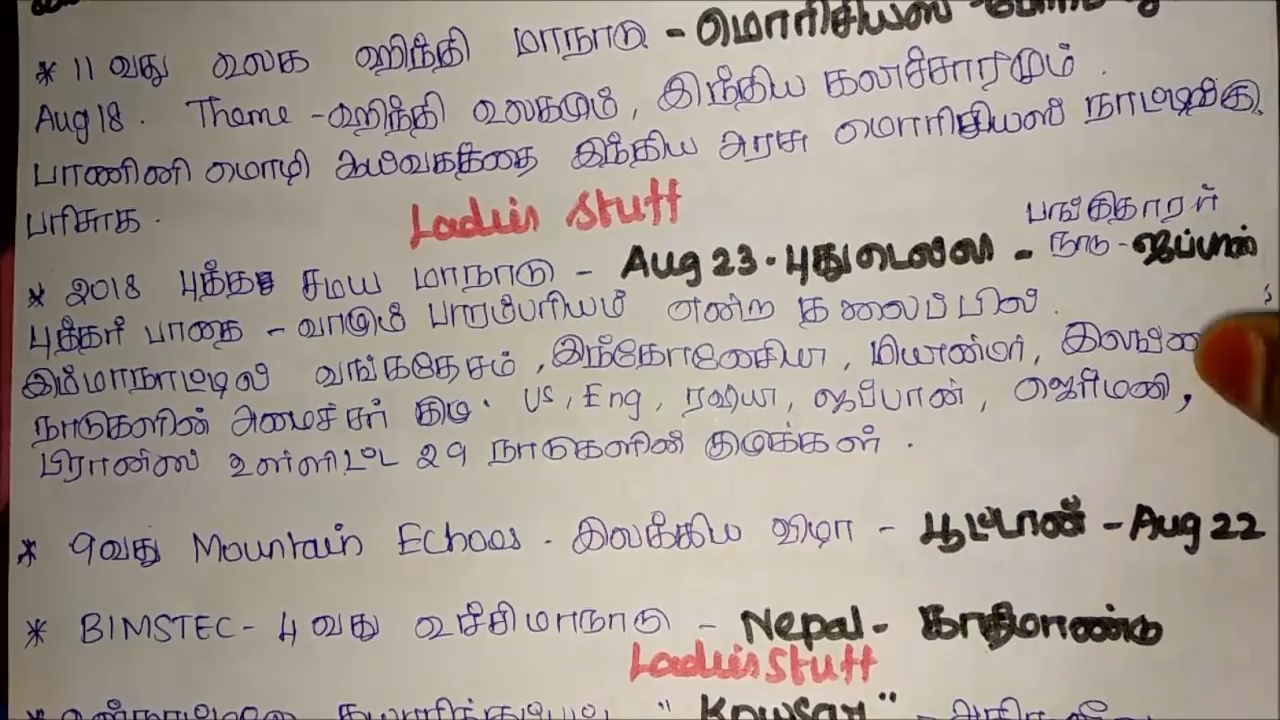 * 11 வது உலக ஹிந்தி மாநாடு - மொரிசியஸ்
Aug 18. Theme - ஹிந்தி உலகமும், இந்திய கலாச்சாரமும்.
பாணினி மொழி ஆய்வகத்தை இந்திய அரசு மொரிசியஸ் நாட்டிற்கு
பரிசாக.
Ladies Stuff
பங்குதாரர்
* 2018 புத்த சமய மாநாடு - Aug 23. புதுடெல்லி - நாடு - ஜப்பான்
புத்தர் பாதை - வாழும் பாரம்பரியம் என்ற தலைப்பில்.
இம்மாநாட்டில் வங்கதேசம், இந்தோனேசியா, மியான்மர், இலங்கை
நாடுகளின் அமைச்சர் குழு. US, Eng, ரஷியா, ஜப்பான், ஜெர்மனி,
பிரான்ஸ் உள்ளிட்ட 29 நாடுகளின் குழுக்கள்.
* 9வது Mountain Echoes - இலக்கிய விழா - பூட்டான் - Aug 22
* BIMSTEC - 4 வது உச்சிமாநாடு - Nepal - காத்மாண்டு
Ladies Stuff
* "Kowsar" -